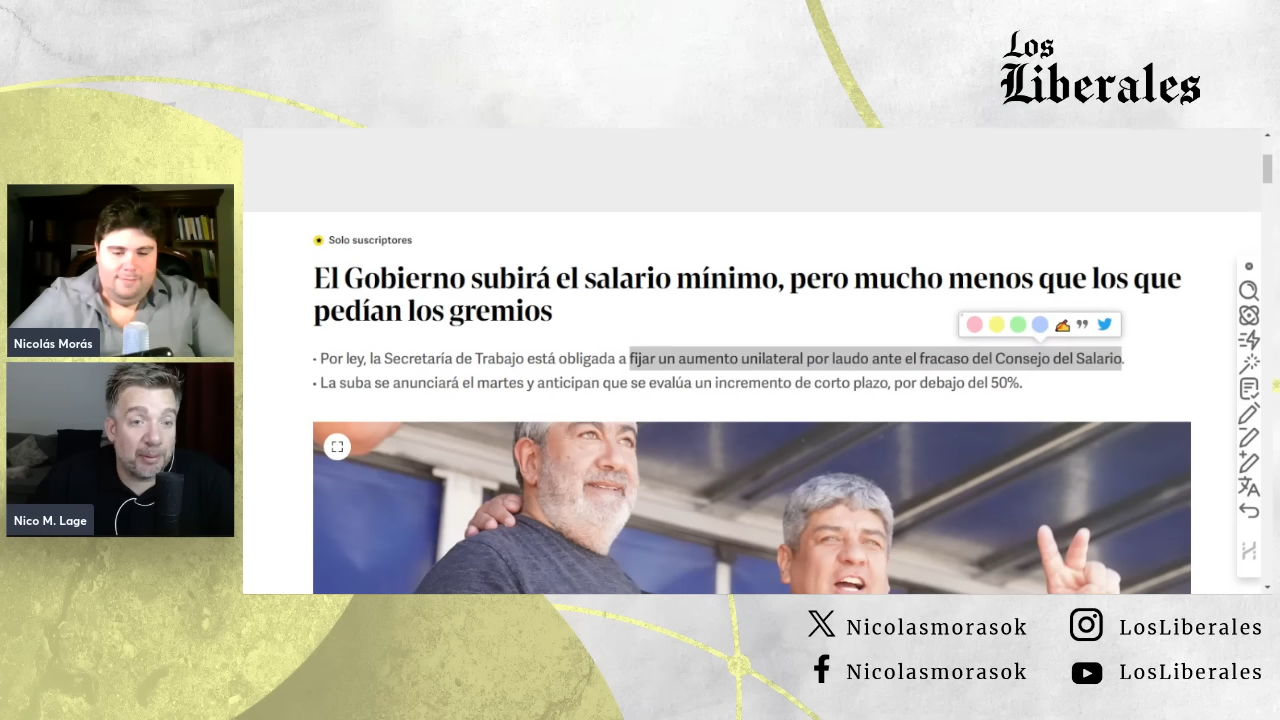 Los
Liberales
Solo suscriptores
El Gobierno subirá el salario mínimo, pero mucho menos que los que
pedían los gremios
• Por ley, la Secretaría de Trabajo está obligada a fijar un aumento unilateral por laudo ante el fracaso del Consejo del Salario.
• La suba se anunciará el martes y anticipan que se evalúa un incremento de corto plazo, por debajo del 50%.
Nicolás Morás
Nico M. Lage
Nicolasmorasok
LosLiberales
Nicolasmorasok
LosLiberales